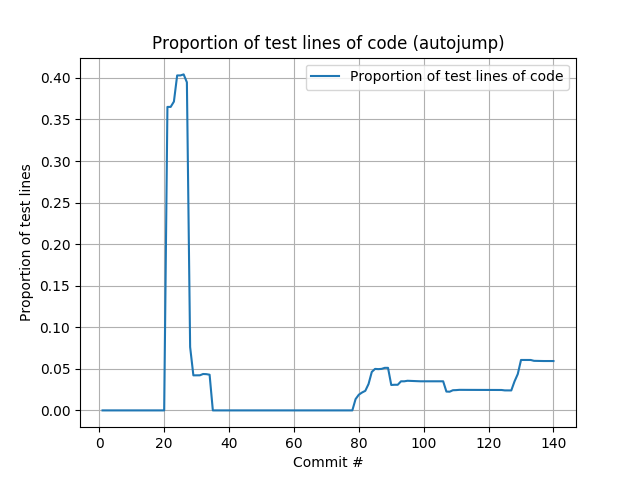 Proportion of test lines of code (autojump)
Proportion of test lines of code
0.40
0.35
0.30
0.25
0.20
0.15
0.10
0.05
0.00
Proportion of test lines
0 20 40 60 80 100 120 140
Commit #